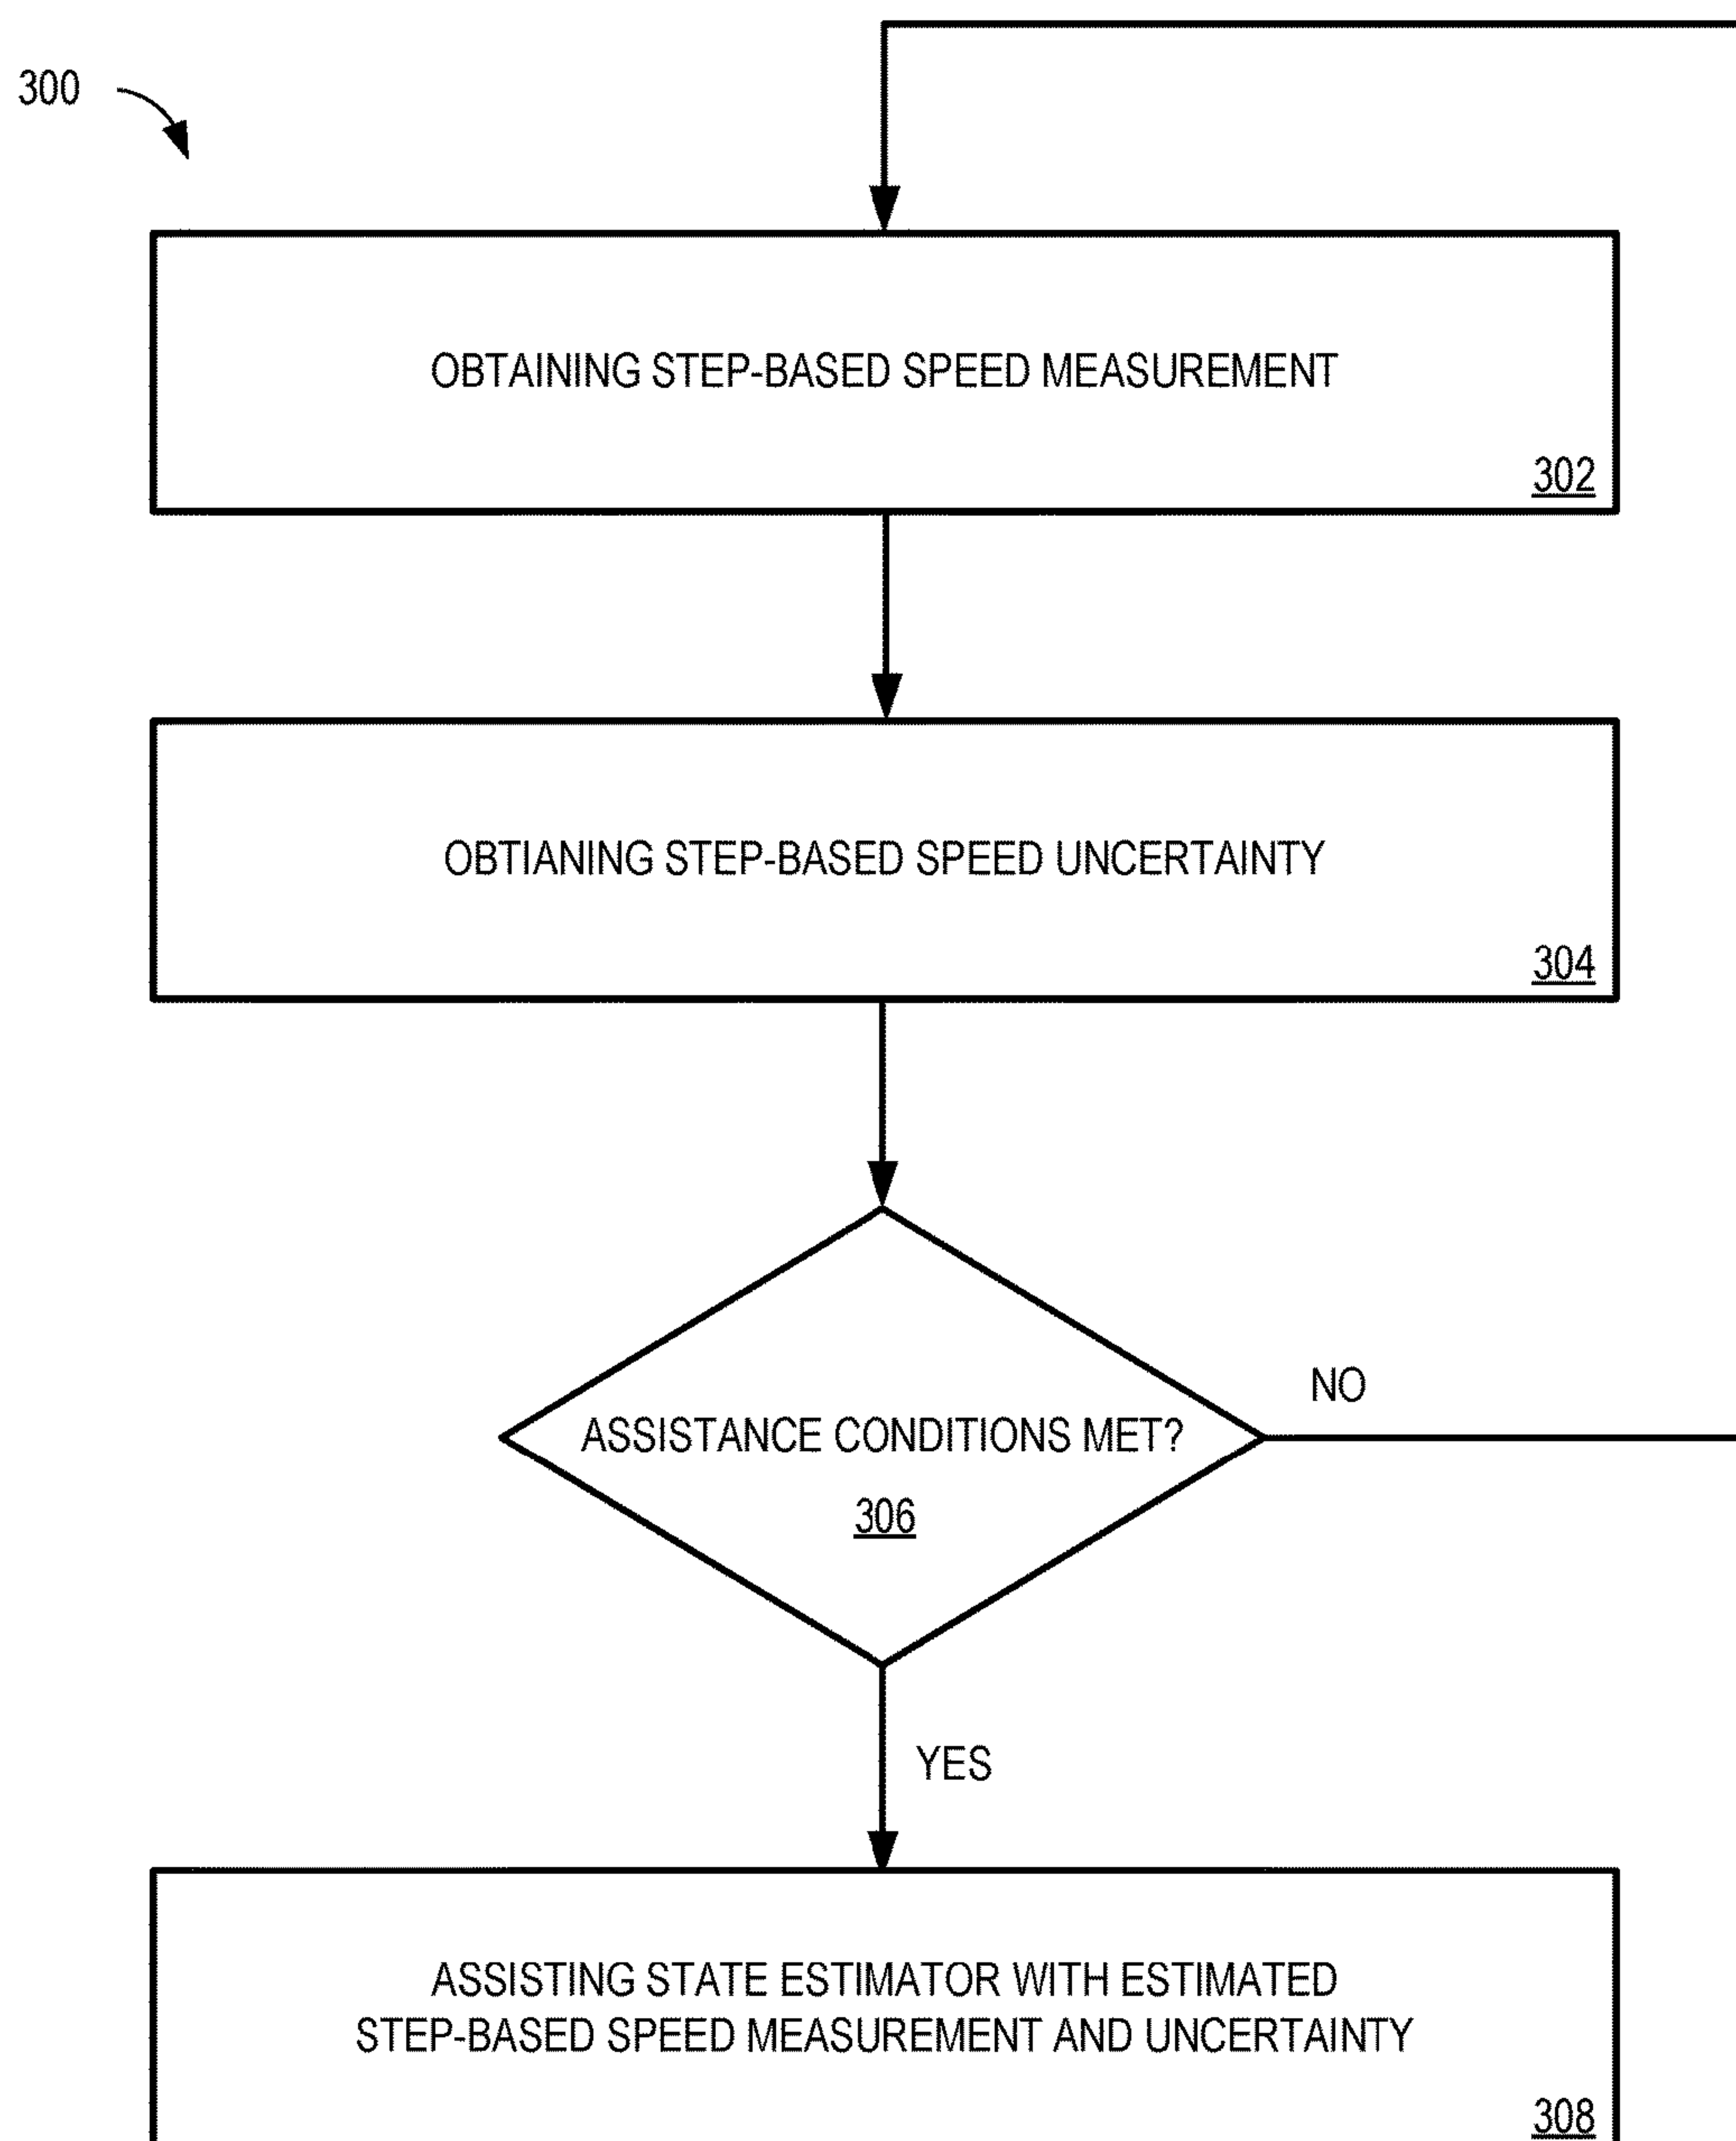 300
OBTAINING STEP-BASED SPEED MEASUREMENT
302
OBTIANING STEP-BASED SPEED UNCERTAINTY
304
NO
ASSISTANCE CONDITIONS MET?
306
YES
ASSISTING STATE ESTIMATOR WITH ESTIMATED
STEP-BASED SPEED MEASUREMENT AND UNCERTAINTY
308